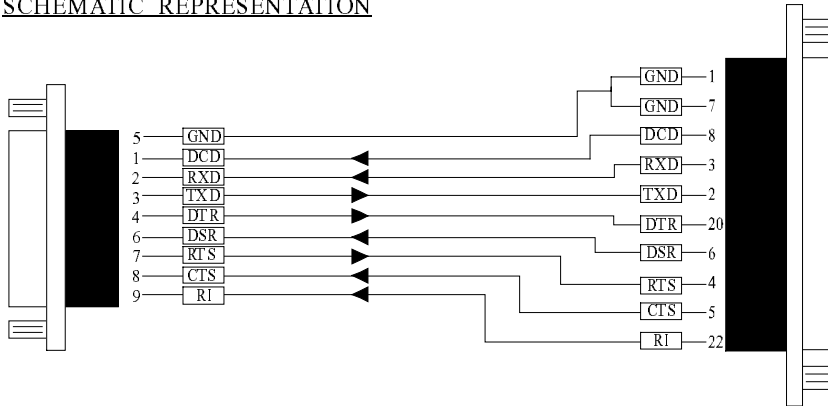 SCHEMATIC REPRESENTATION
GND 1
GND 7
5 GND
DCD 8
1 DCD
RXD 3
2 RXD
3 TXD
TXD 2
4 DTR
DTR 20
6 DSR
DSR 6
7 RTS
RTS 4
8 CTS
CTS 5
9 RI
RI 22